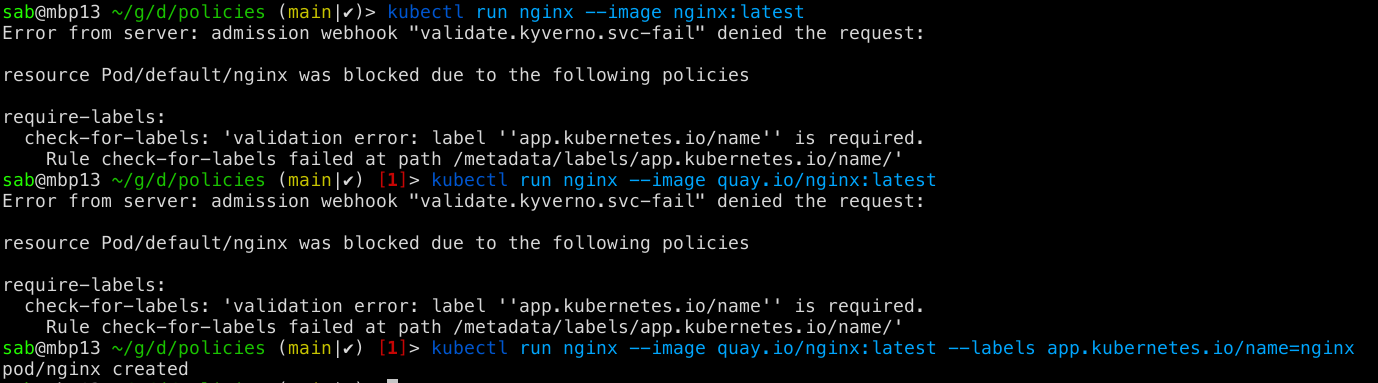 sab@mbp13 ~/g/d/policies (main|✔)> kubectl run nginx --image nginx:latest
Error from server: admission webhook "validate.kyverno.svc-fail" denied the request:
resource Pod/default/nginx was blocked due to the following policies
require-labels:
  check-for-labels: 'validation error: label ''app.kubernetes.io/name'' is required.
    Rule check-for-labels failed at path /metadata/labels/app.kubernetes.io/name/'
sab@mbp13 ~/g/d/policies (main|✔) [1]> kubectl run nginx --image quay.io/nginx:latest
Error from server: admission webhook "validate.kyverno.svc-fail" denied the request:
resource Pod/default/nginx was blocked due to the following policies
require-labels:
  check-for-labels: 'validation error: label ''app.kubernetes.io/name'' is required.
    Rule check-for-labels failed at path /metadata/labels/app.kubernetes.io/name/'
sab@mbp13 ~/g/d/policies (main|✔) [1]> kubectl run nginx --image quay.io/nginx:latest --labels app.kubernetes.io/name=nginx
pod/nginx created